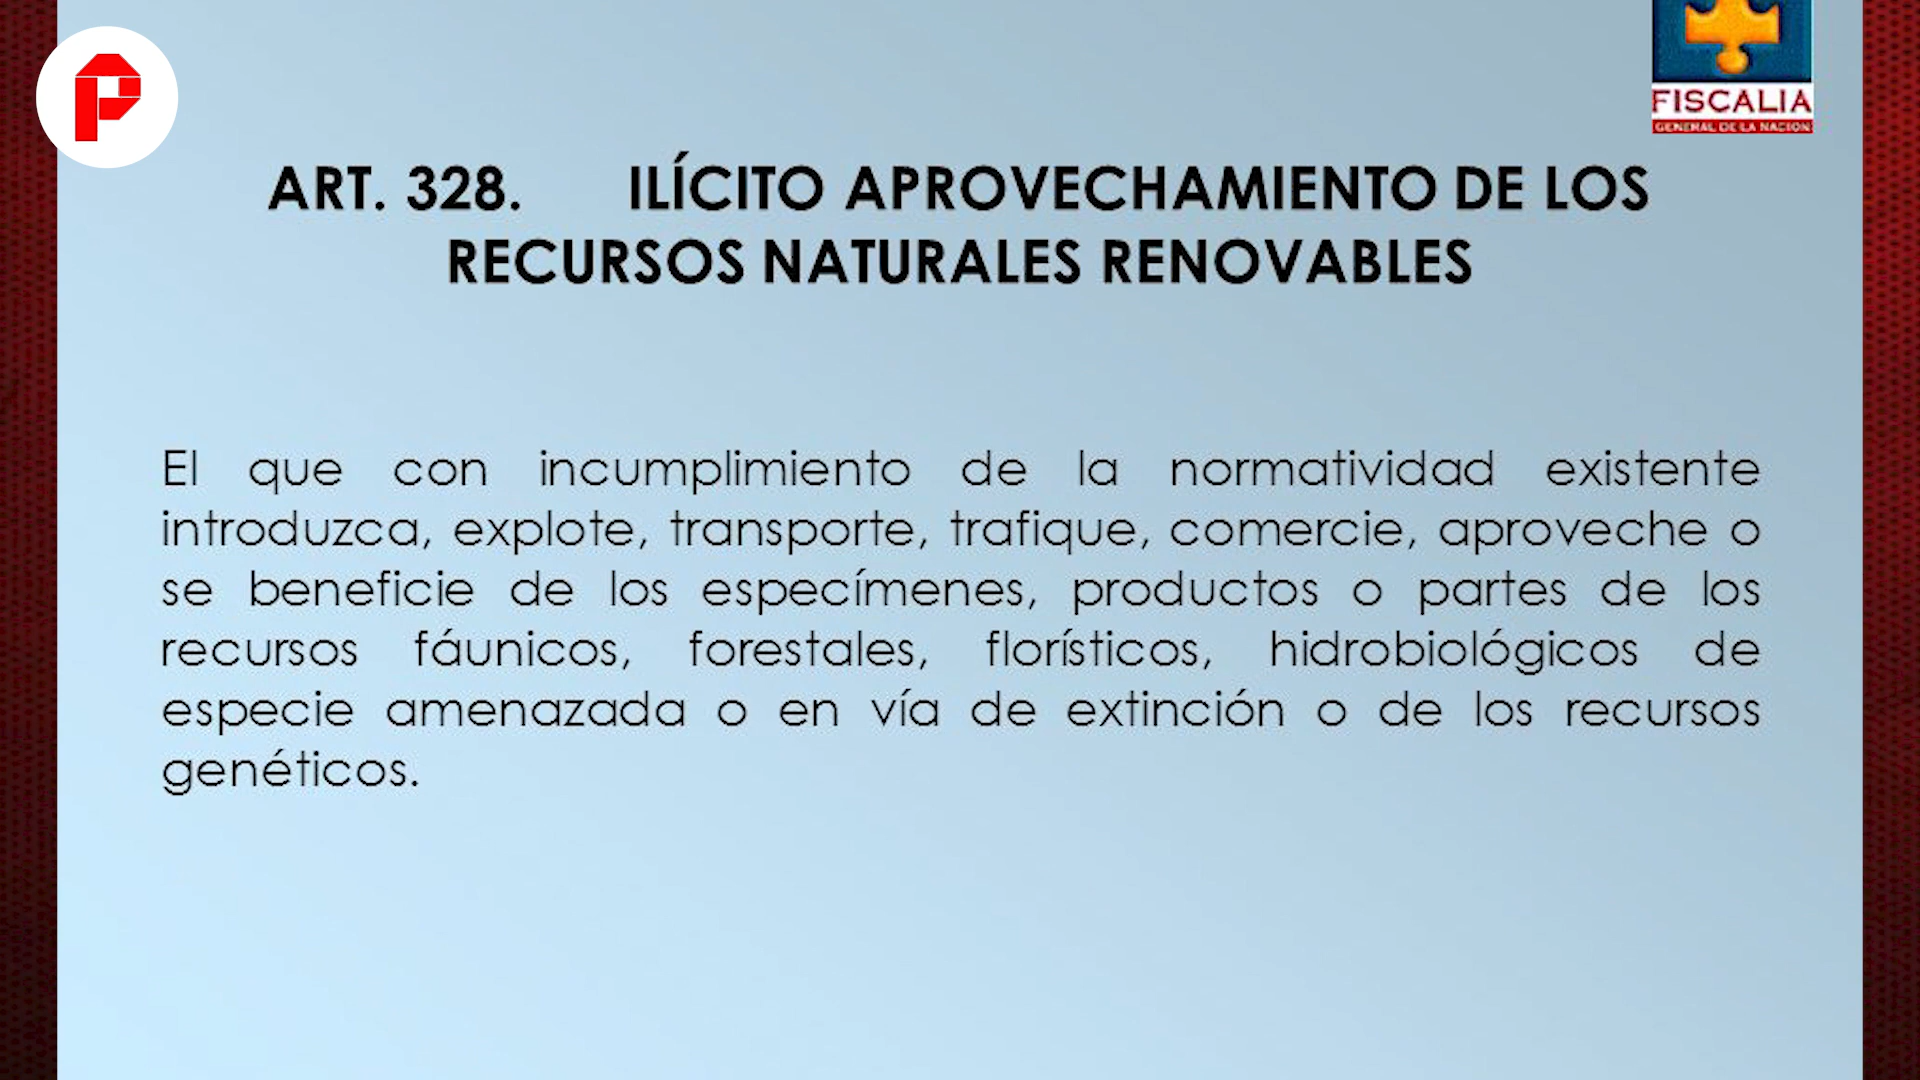 P
FISCALIA
GENERAL DE LA NACION
ART. 328. ILÍCITO APROVECHAMIENTO DE LOS
RECURSOS NATURALES RENOVABLES
El que con incumplimiento de la normatividad existente
introduzca, explote, transporte, trafique, comercie, aproveche o
se beneficie de los especímenes, productos o partes de los
recursos fáunicos, forestales, florísticos, hidrobiológicos de
especie amenazada o en vía de extinción o de los recursos
genéticos.